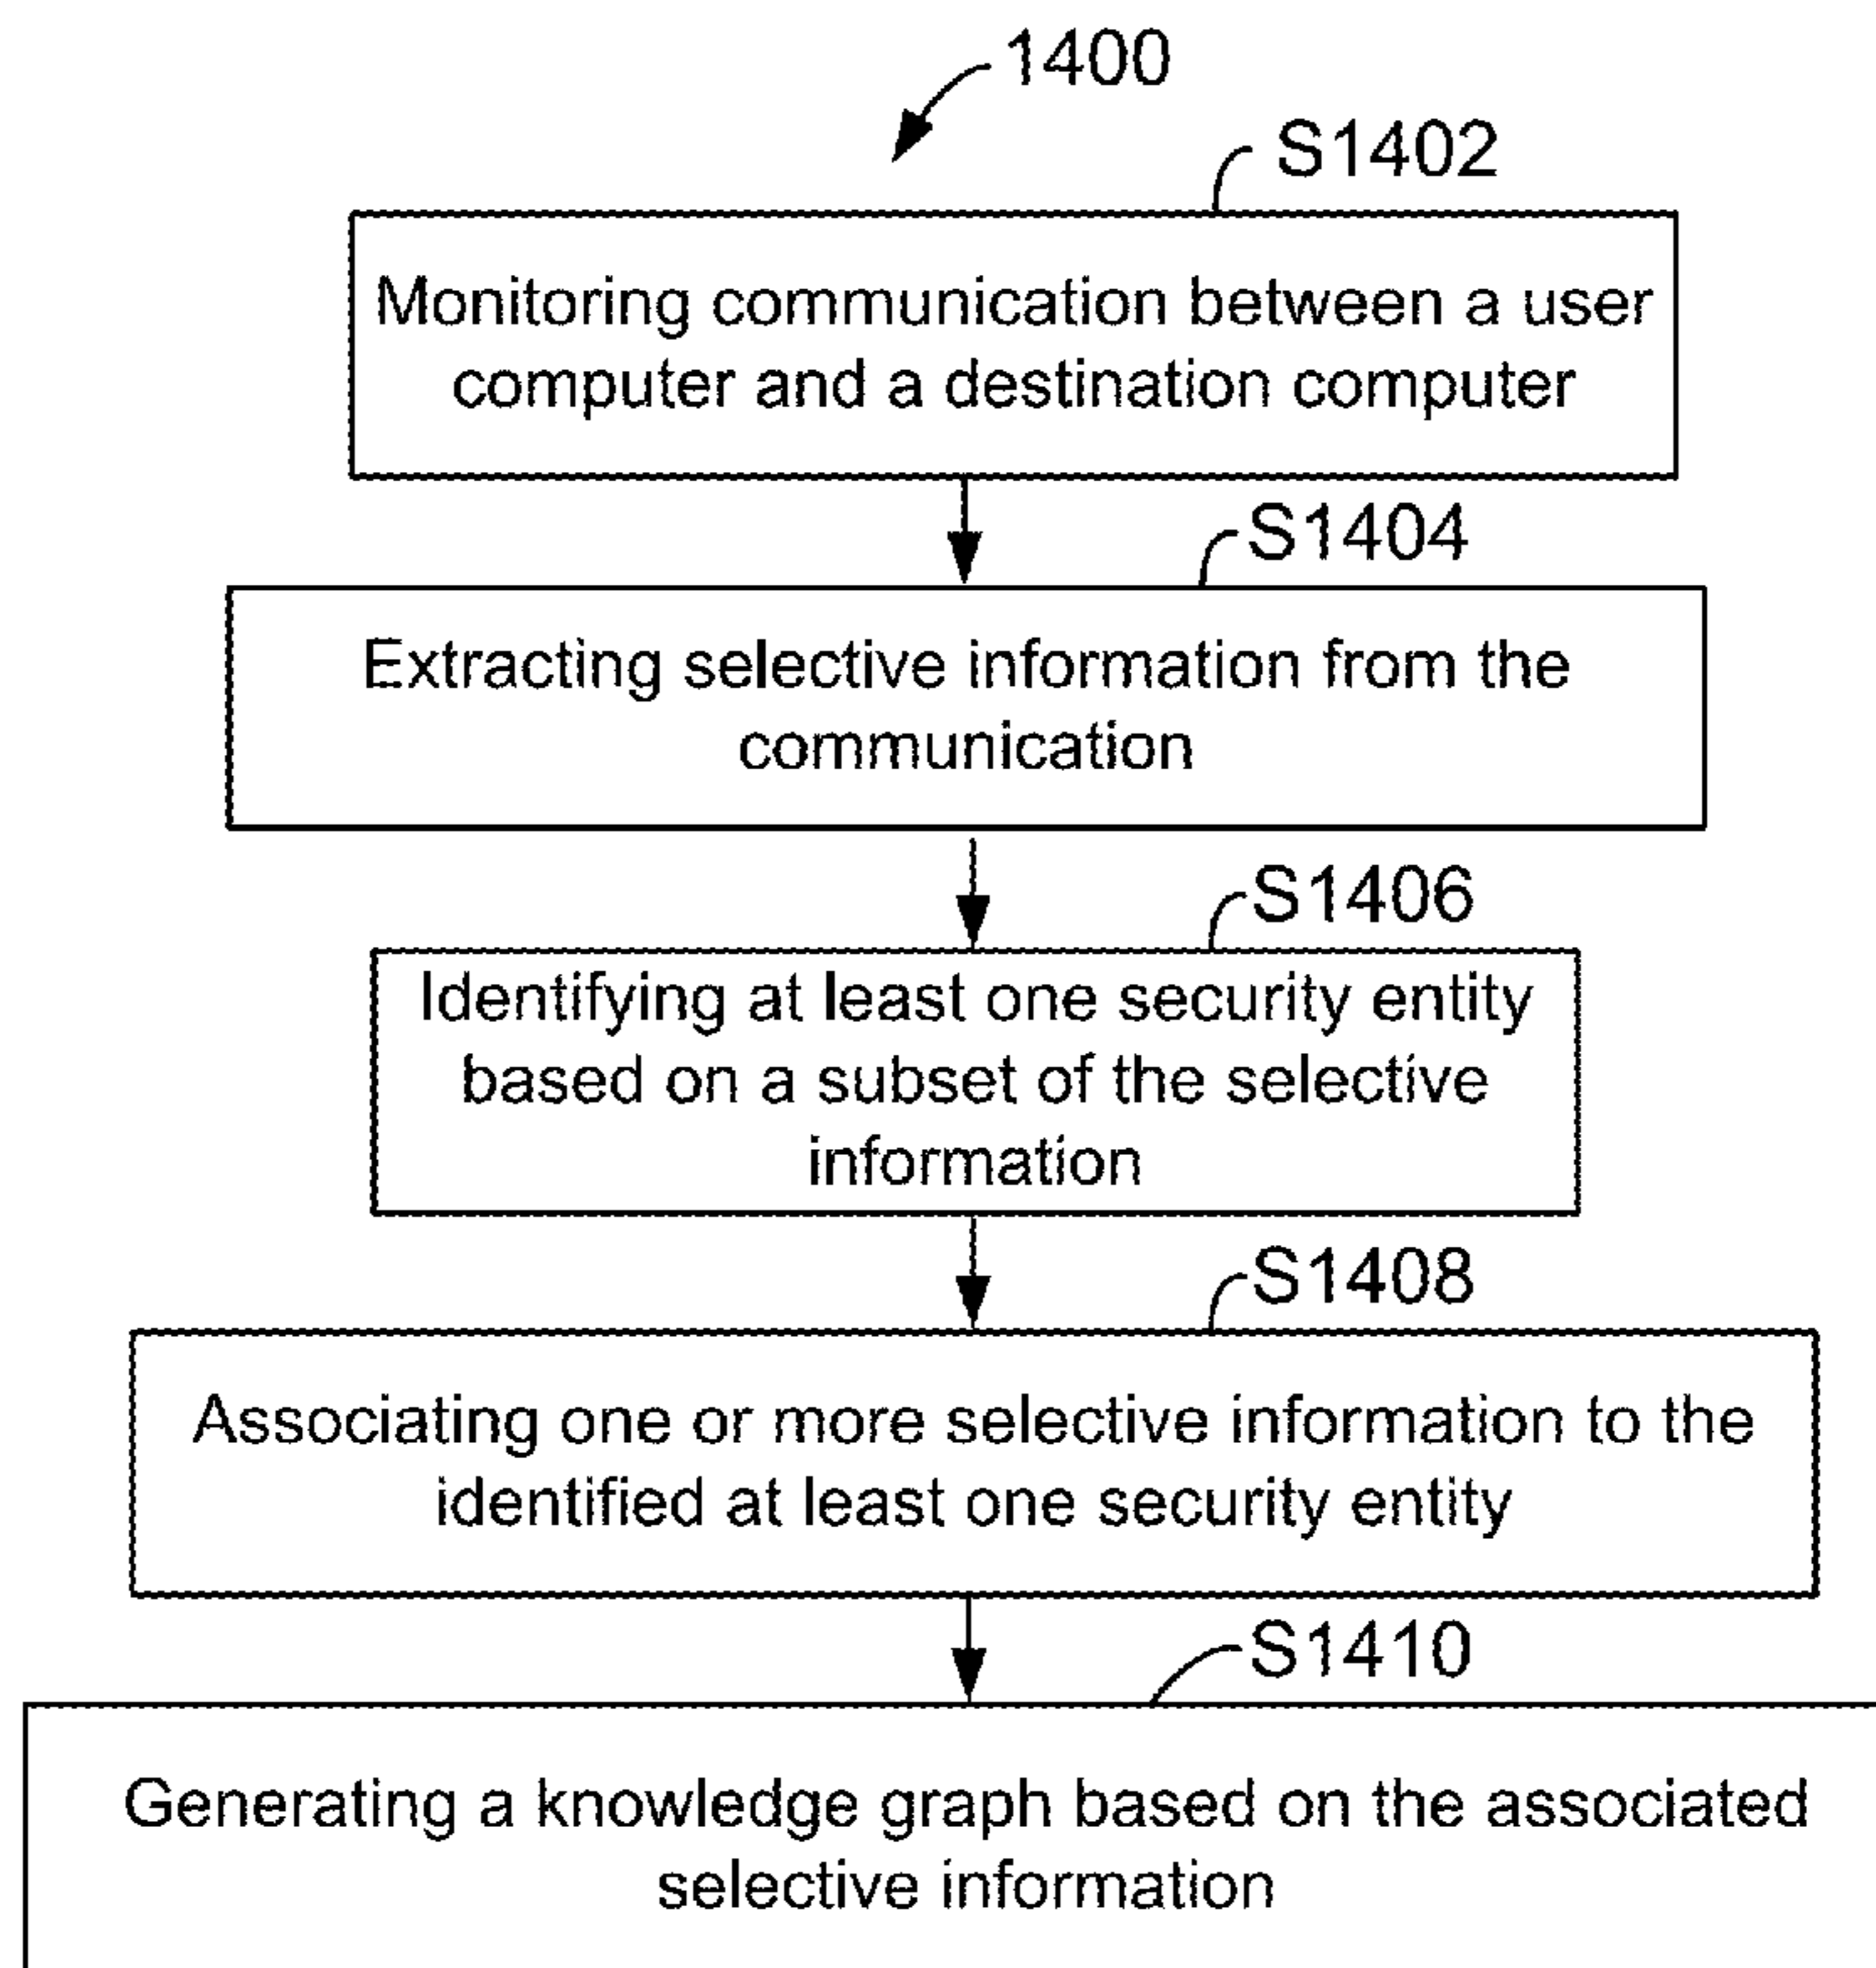 1400
S1402
Monitoring communication between a user
computer and a destination computer
S1404
Extracting selective information from the
communication
S1406
Identifying at least one security entity
based on a subset of the selective
information
S1408
Associating one or more selective information to the
identified at least one security entity
S1410
Generating a knowledge graph based on the associated
selective information